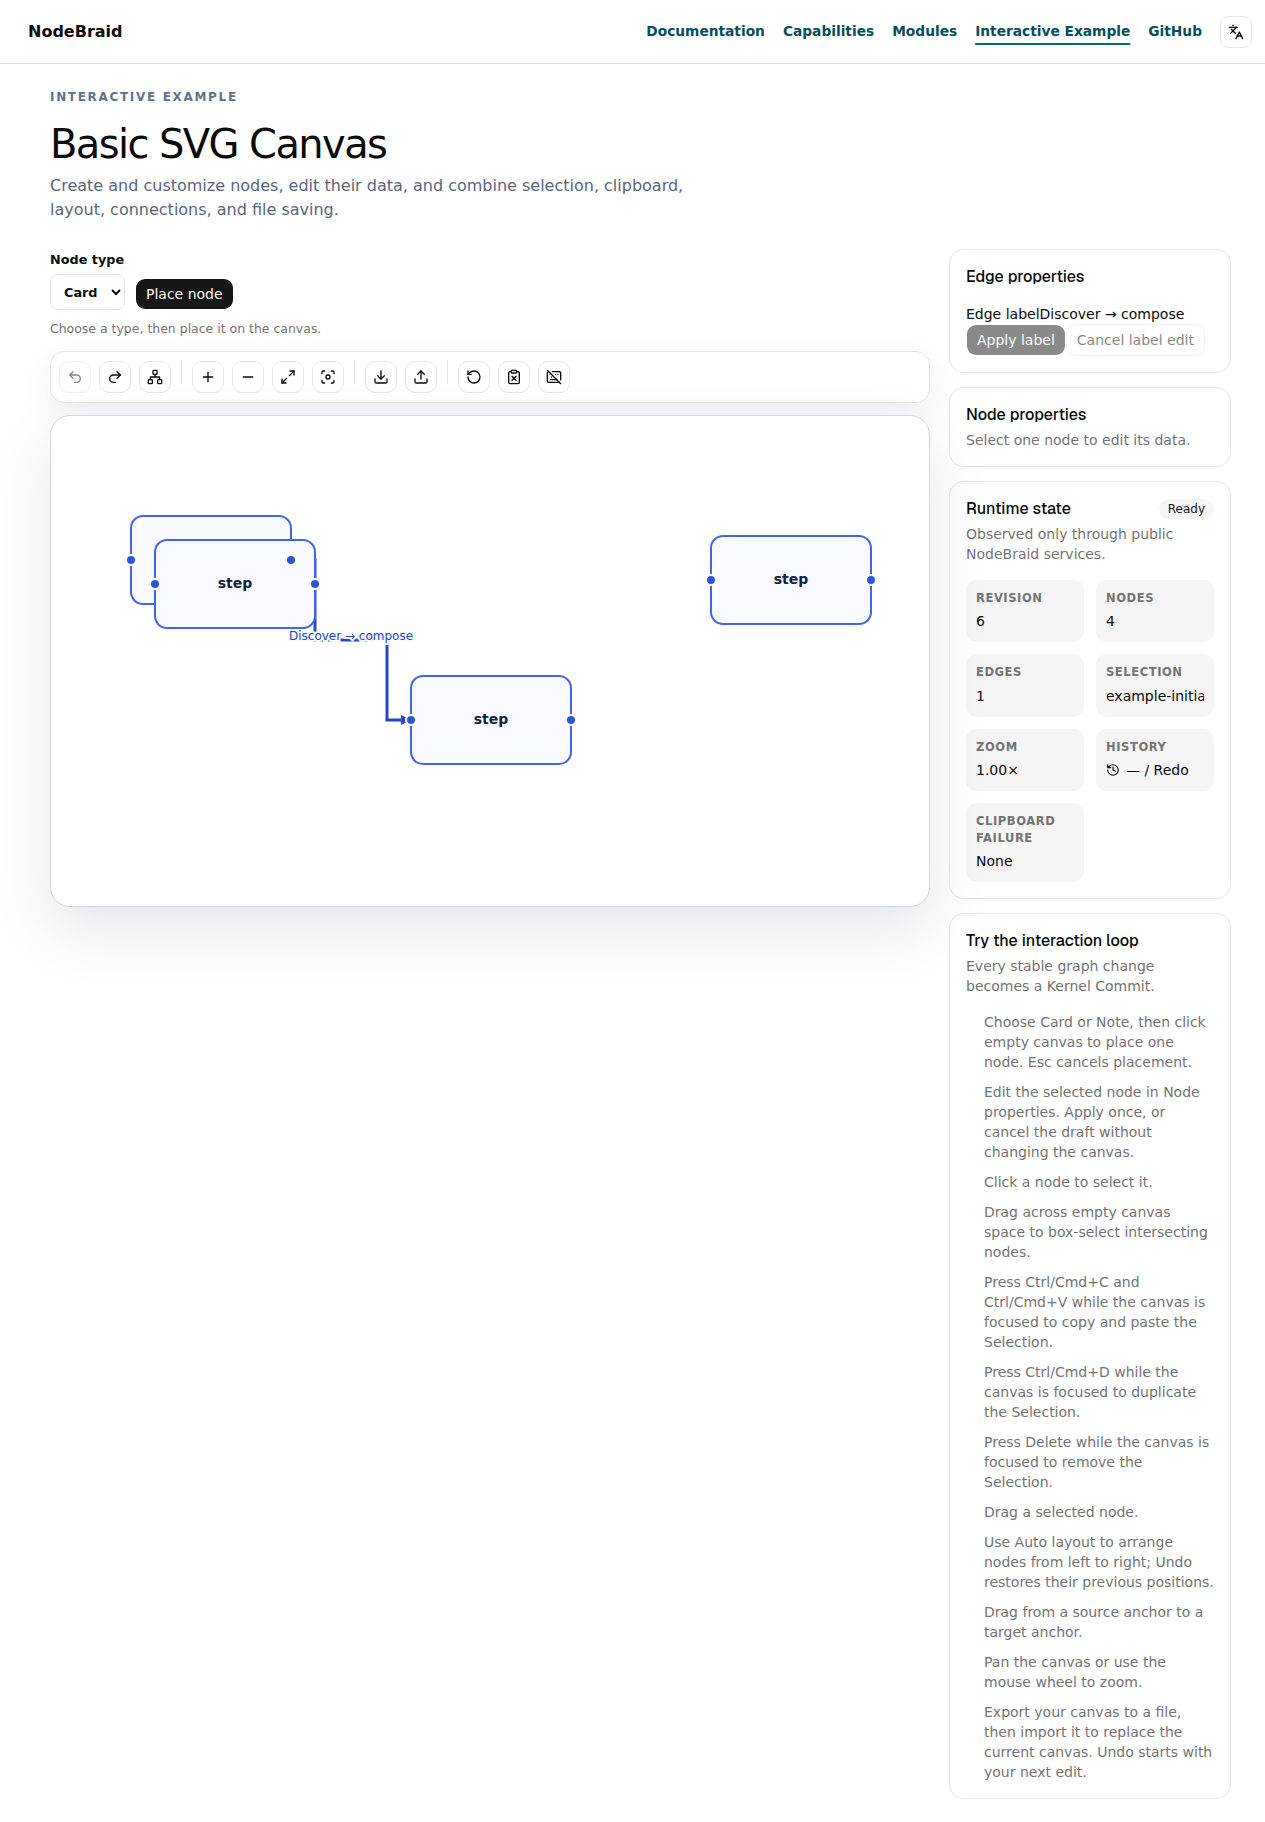 NodeBraid
Documentation
Capabilities
Modules
Interactive Example
GitHub
INTERACTIVE EXAMPLE
Basic SVG Canvas
Create and customize nodes, edit their data, and combine selection, clipboard,
layout, connections, and file saving.
Node type
Card
Place node
Choose a type, then place it on the canvas.
step
step
Discover → compose
step
Edge properties
Edge labelDiscover → compose
Apply label
Cancel label edit
Node properties
Select one node to edit its data.
Runtime state
Ready
Observed only through public
NodeBraid services.
REVISION
6
NODES
4
EDGES
1
SELECTION
example-initia
ZOOM
1.00×
HISTORY
— / Redo
CLIPBOARD
FAILURE
None
Try the interaction loop
Every stable graph change
becomes a Kernel Commit.
Choose Card or Note, then click
empty canvas to place one
node. Esc cancels placement.
Edit the selected node in Node
properties. Apply once, or
cancel the draft without
changing the canvas.
Click a node to select it.
Drag across empty canvas
space to box-select intersecting
nodes.
Press Ctrl/Cmd+C and
Ctrl/Cmd+V while the canvas is
focused to copy and paste the
Selection.
Press Ctrl/Cmd+D while the
canvas is focused to duplicate
the Selection.
Press Delete while the canvas is
focused to remove the
Selection.
Drag a selected node.
Use Auto layout to arrange
nodes from left to right; Undo
restores their previous positions.
Drag from a source anchor to a
target anchor.
Pan the canvas or use the
mouse wheel to zoom.
Export your canvas to a file,
then import it to replace the
current canvas. Undo starts with
your next edit.